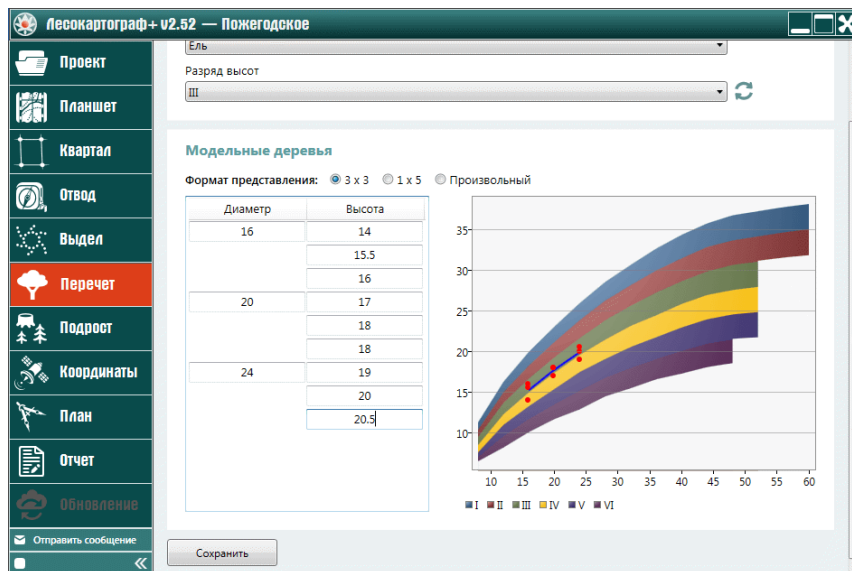 Лесокартограф+ v2.52 — Пожегодское
Проект
Планшет
Квартал
Отвод
Выдел
Перечет
Подрост
Координаты
План
Отчет
Обновление
Отправить сообщение
Ель
Разряд высот
III
Модельные деревья
Формат представления: 3 x 3 1 x 5 Произвольный
Диаметр Высота
16 14
15.5
16
20 17
18
18
24 19
20
20.5
35
30
25
20
15
10
10 15 20 25 30 35 40 45 50 55 60
I II III IV V VI
Сохранить